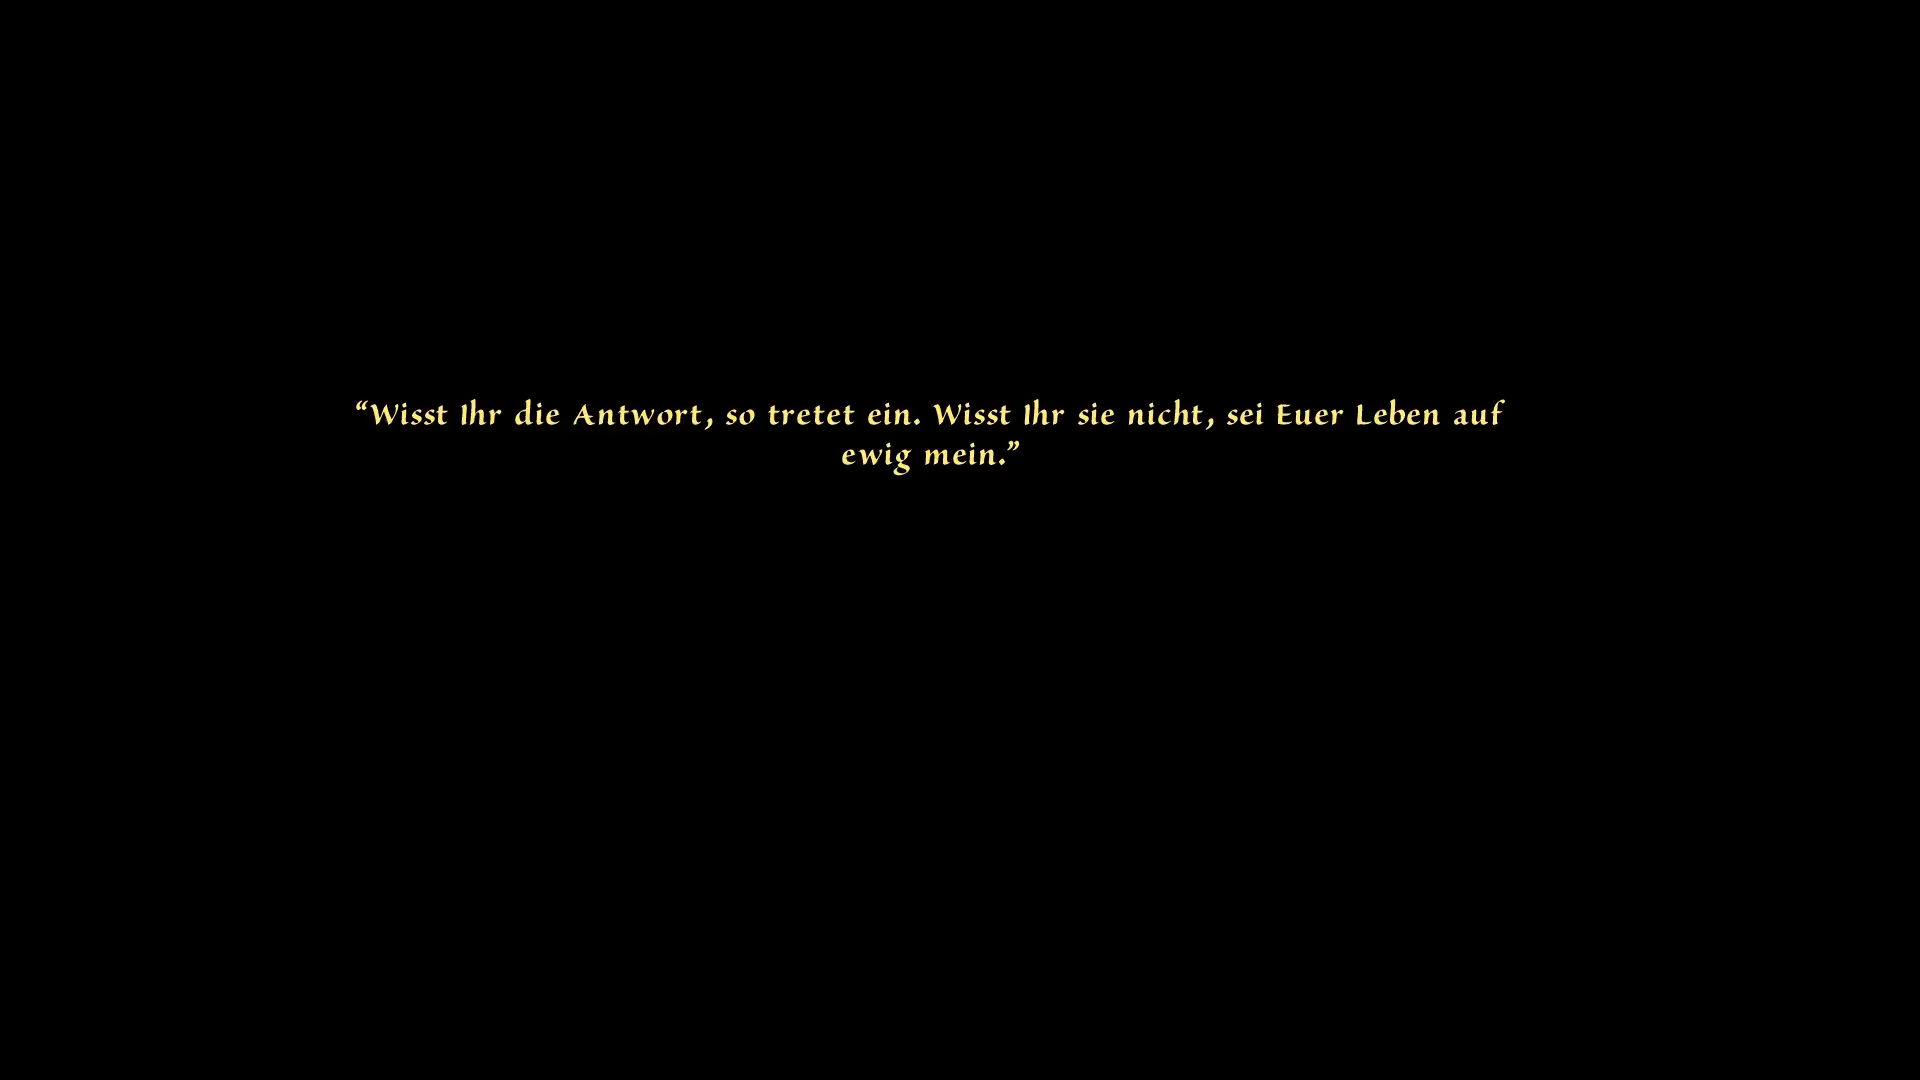 “Wisst Ihr die Antwort, so tretet ein. Wisst Ihr sie nicht, sei Euer Leben auf
ewig mein.”